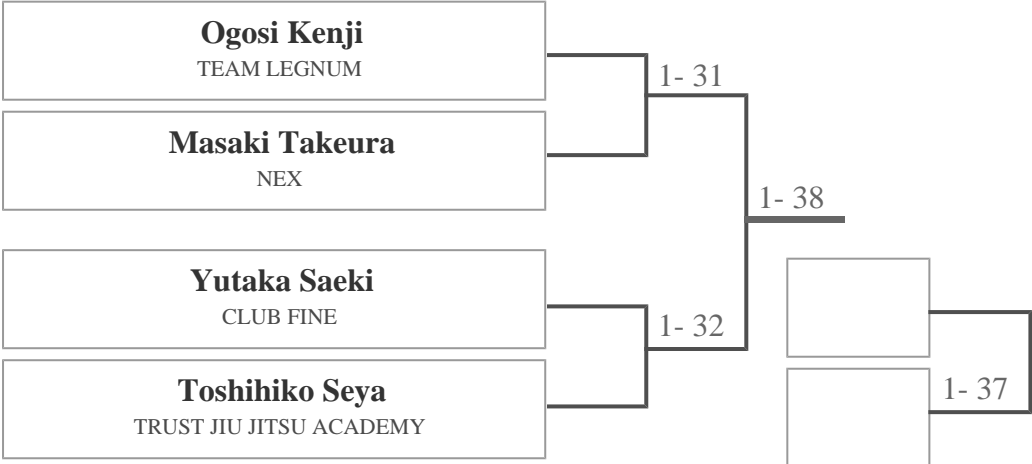 Ogosi Kenji
TEAM LEGNUM
1- 31
Masaki Takeura
NEX
1- 38
Yutaka Saeki
CLUB FINE
1- 32
Toshihiko Seya
TRUST JIU JITSU ACADEMY
1- 37